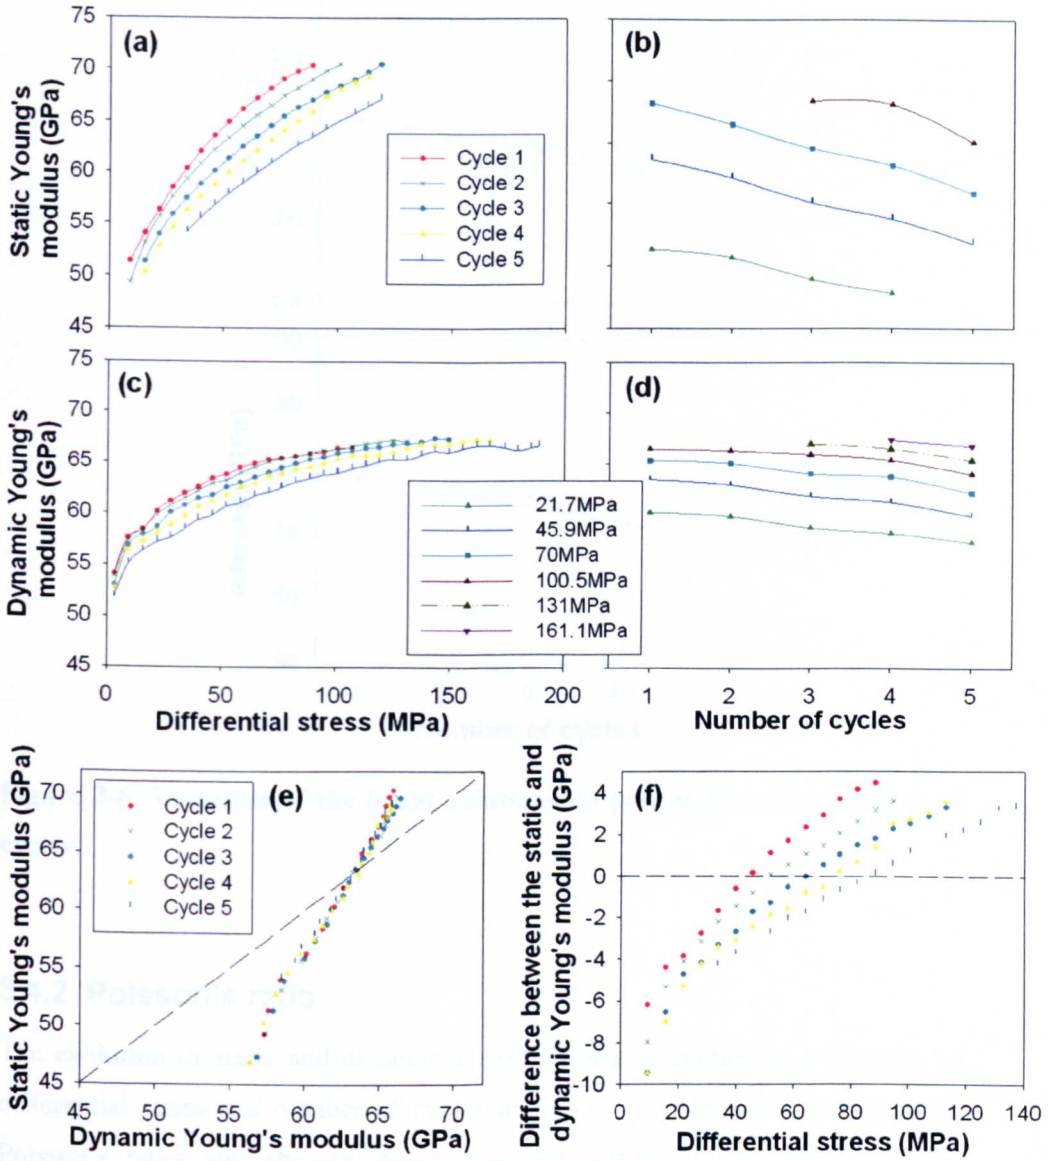 (a)
Static Young's
modulus (GPa)
75
70
65
60
55
50
45
Cycle 1
Cycle 2
Cycle 3
Cycle 4
Cycle 5
(b)
(c)
Dynamic Young's
modulus (GPa)
75
70
65
60
55
50
45
0 50 100 150 200
Differential stress (MPa)
(d)
21.7MPa
45.9MPa
70MPa
100.5MPa
131MPa
161.1MPa
1 2 3 4 5
Number of cycles
(e)
Static Young's modulus (GPa)
70
65
60
55
50
45
Cycle 1
Cycle 2
Cycle 3
Cycle 4
Cycle 5
45 50 55 60 65 70
Dynamic Young's modulus (GPa)
(f)
Difference between the static and
dynamic Young's modulus (GPa)
4
2
0
-2
-4
-6
-8
-10
0 20 40 60 80 100 120 140
Differential stress (MPa)
3.4.2 Poisson's ratio